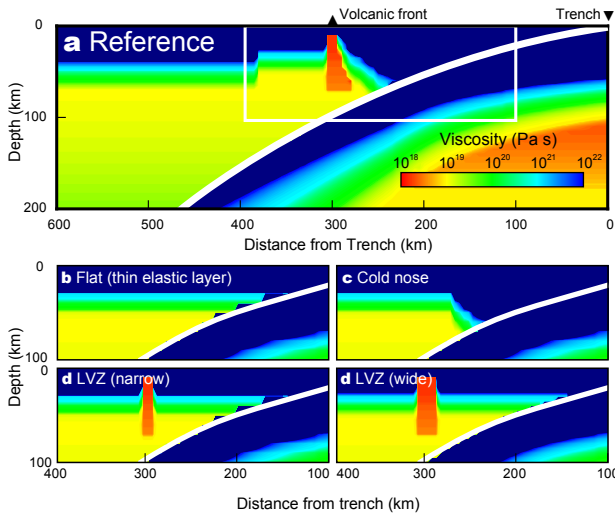 Volcanic front
Trench
a Reference
0
100
200
Depth (km)
Viscosity (Pa s)
10^18 10^19 10^20 10^21 10^22
600 500 400 300 200 100 0
Distance from Trench (km)
0
100
b Flat (thin elastic layer)
c Cold nose
0
100
Depth (km)
d LVZ (narrow)
d LVZ (wide)
400 300 200 100
400 300 200 100
Distance from trench (km)